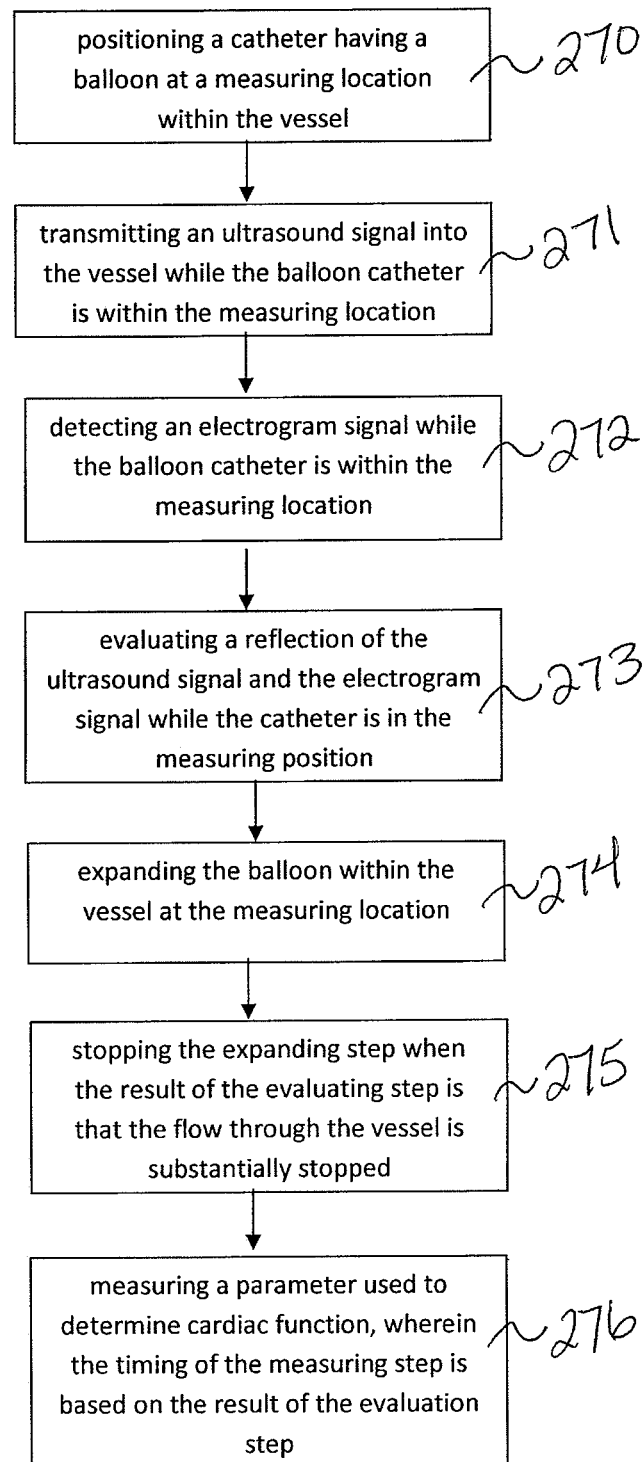 positioning a catheter having a
balloon at a measuring location
within the vessel
270
transmitting an ultrasound signal into
the vessel while the balloon catheter
is within the measuring location
271
detecting an electrogram signal while
the balloon catheter is within the
measuring location
272
evaluating a reflection of the
ultrasound signal and the electrogram
signal while the catheter is in the
measuring position
273
expanding the balloon within the
vessel at the measuring location
274
stopping the expanding step when
the result of the evaluating step is
that the flow through the vessel is
substantially stopped
275
measuring a parameter used to
determine cardiac function, wherein
the timing of the measuring step is
based on the result of the evaluation
step
276